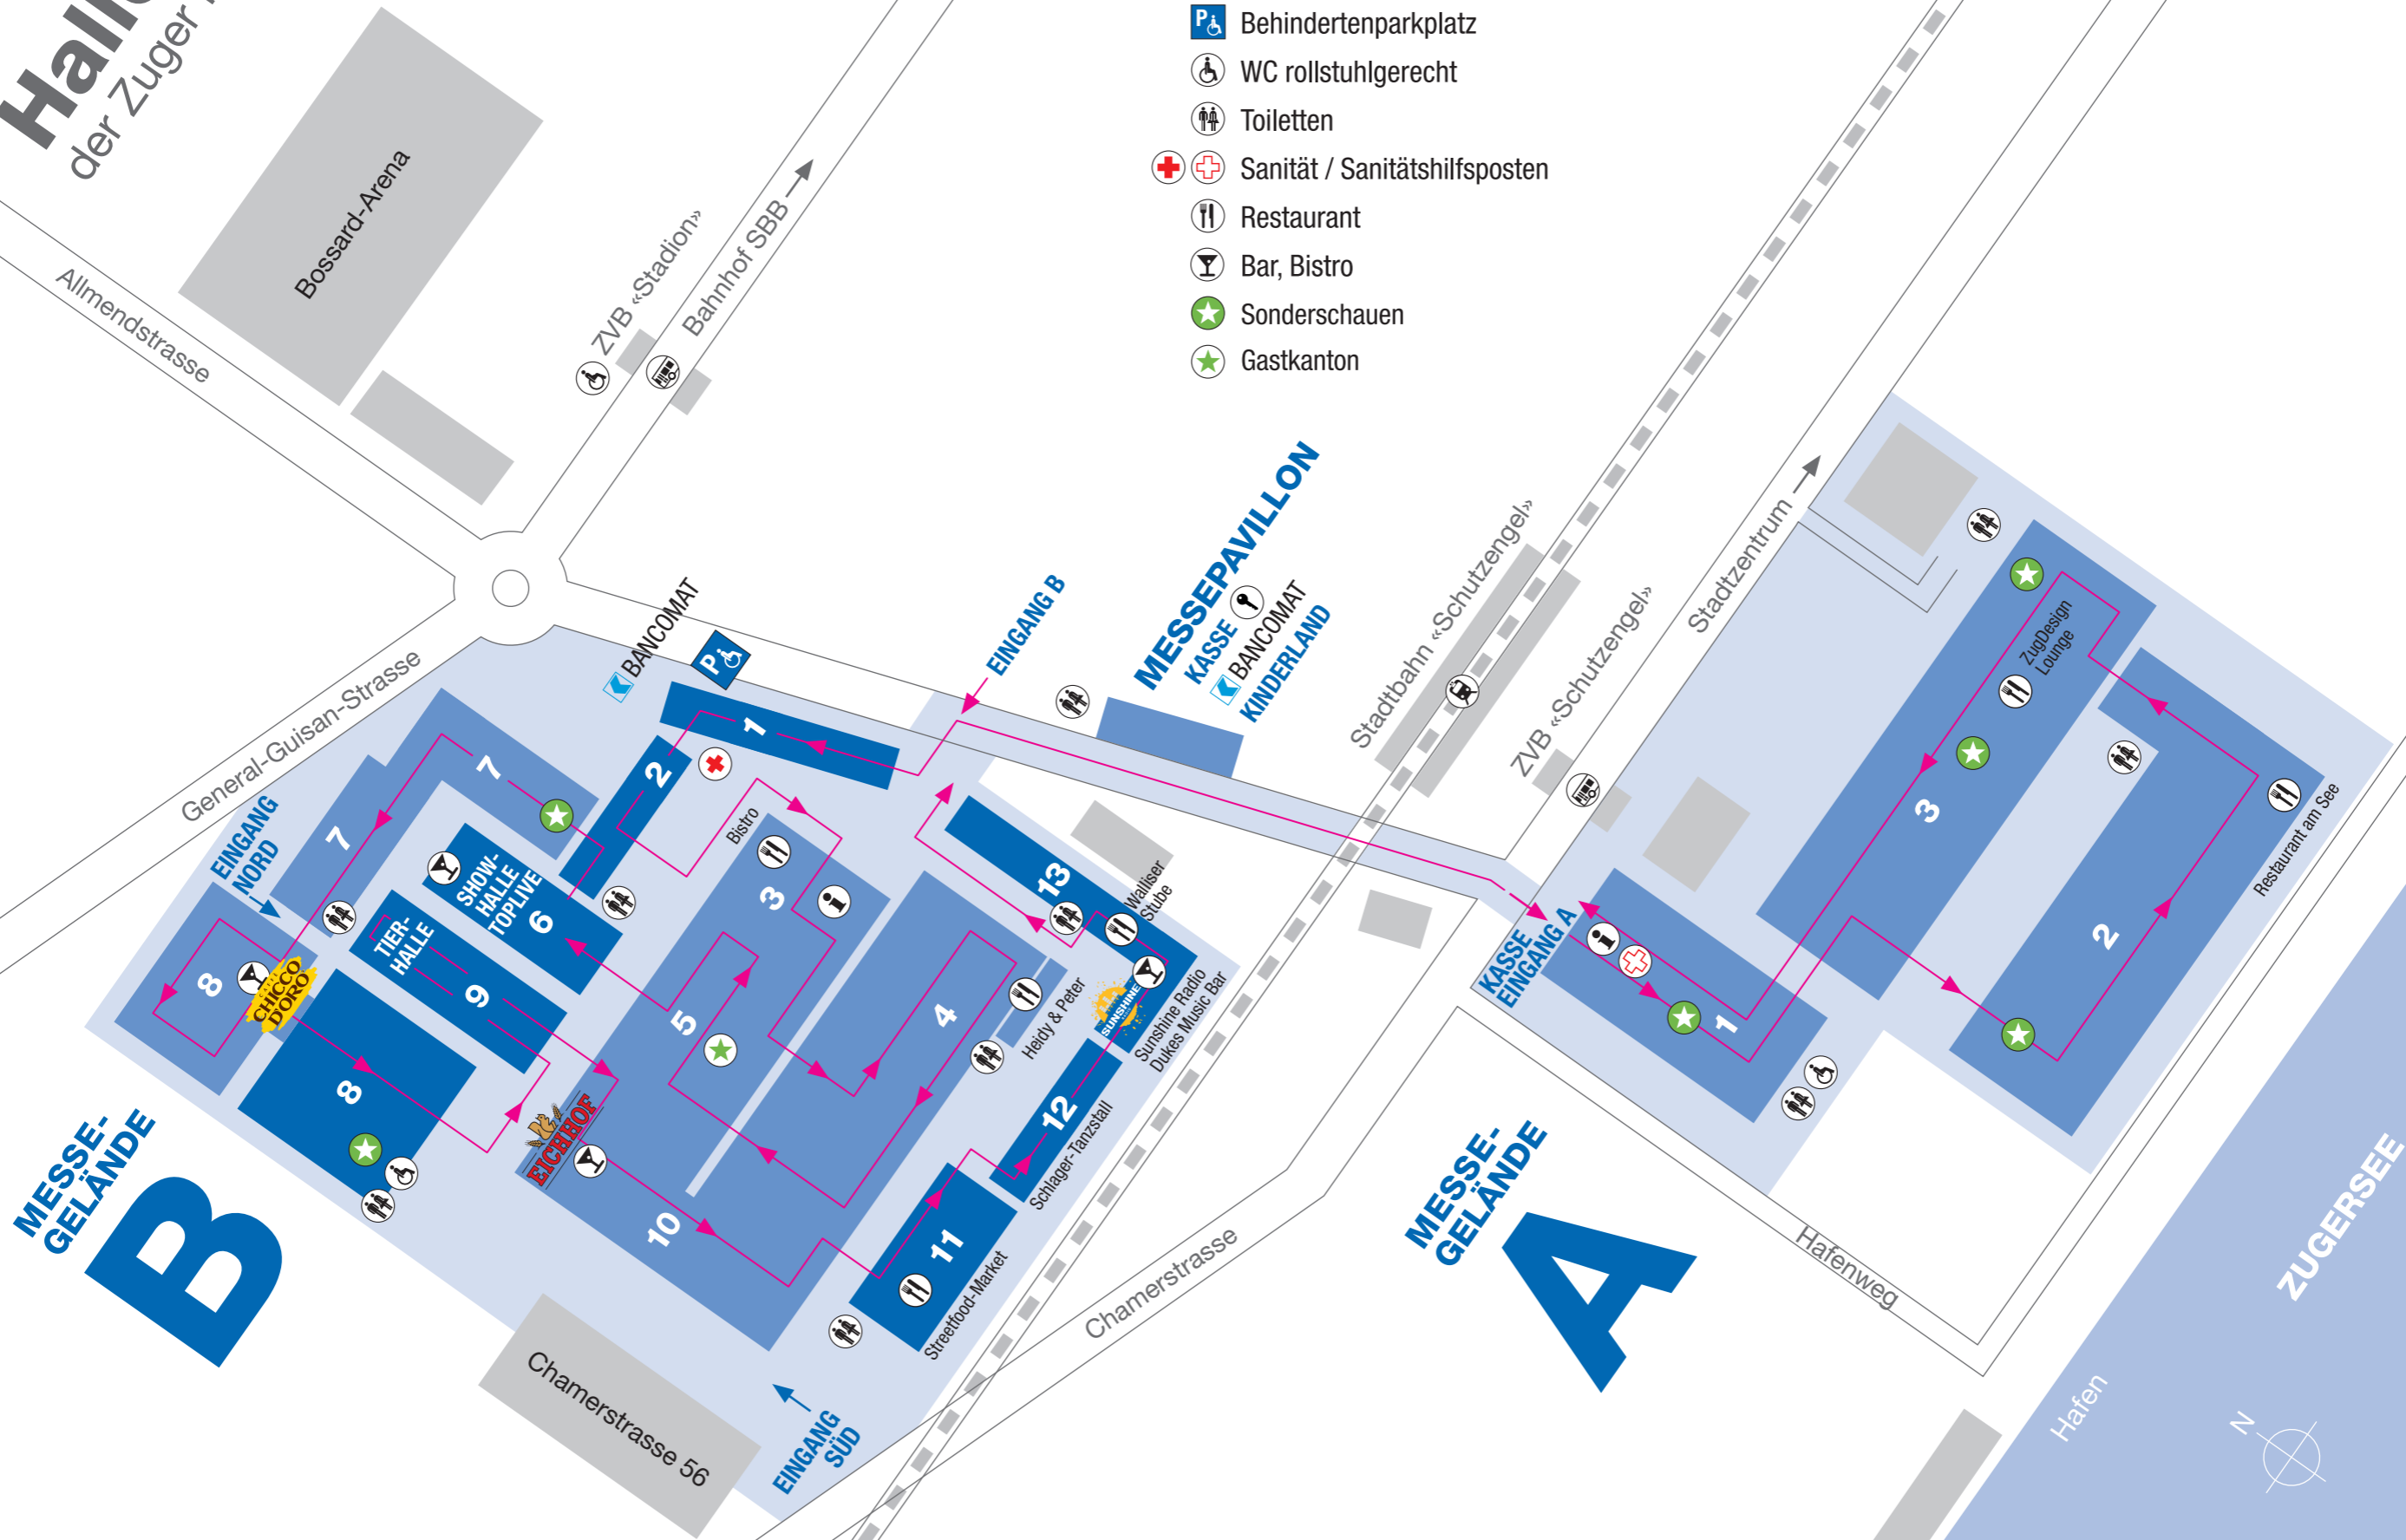 Halle
der Zuger
Behindertenparkplatz
WC rollstuhlgerecht
Toiletten
Sanität / Sanitätshilfsposten
Restaurant
Bar, Bistro
Sonderschauen
Gastkanton
Bossard-Arena
Allmendstrasse
ZVB «Stadion»
Bahnhof SBB
General-Guisan-Strasse
BANCOMAT
P
EINGANG B
MESSEPAVILLON
KASSE
BANCOMAT
KINDERLAND
Stadtbahn «Schutzengel»
ZVB «Schutzengel»
Stadtzentrum
EINGANG
NORD
7
7
1
2
SHOW-
HALLE
TOPLIVE
6
TIER-
HALLE
9
8
CAFFÈ
CHICCO
D'ORO
8
Bistro
3
5
4
10
EICHHOF
13
Walliser
Stube
Heidy & Peter
SUNSHINE
Sunshine Radio
Dukes Music Bar
12
Schlager-Tanzstall
11
Streetfood-Market
MESSE-
GELÄNDE
B
Chamerstrasse 56
EINGANG
SÜD
Chamerstrasse
KASSE
EINGANG A
1
2
3
ZugDesign
Lounge
Restaurant am See
MESSE-
GELÄNDE
A
Hafenweg
Hafen
ZUGERSEE
N